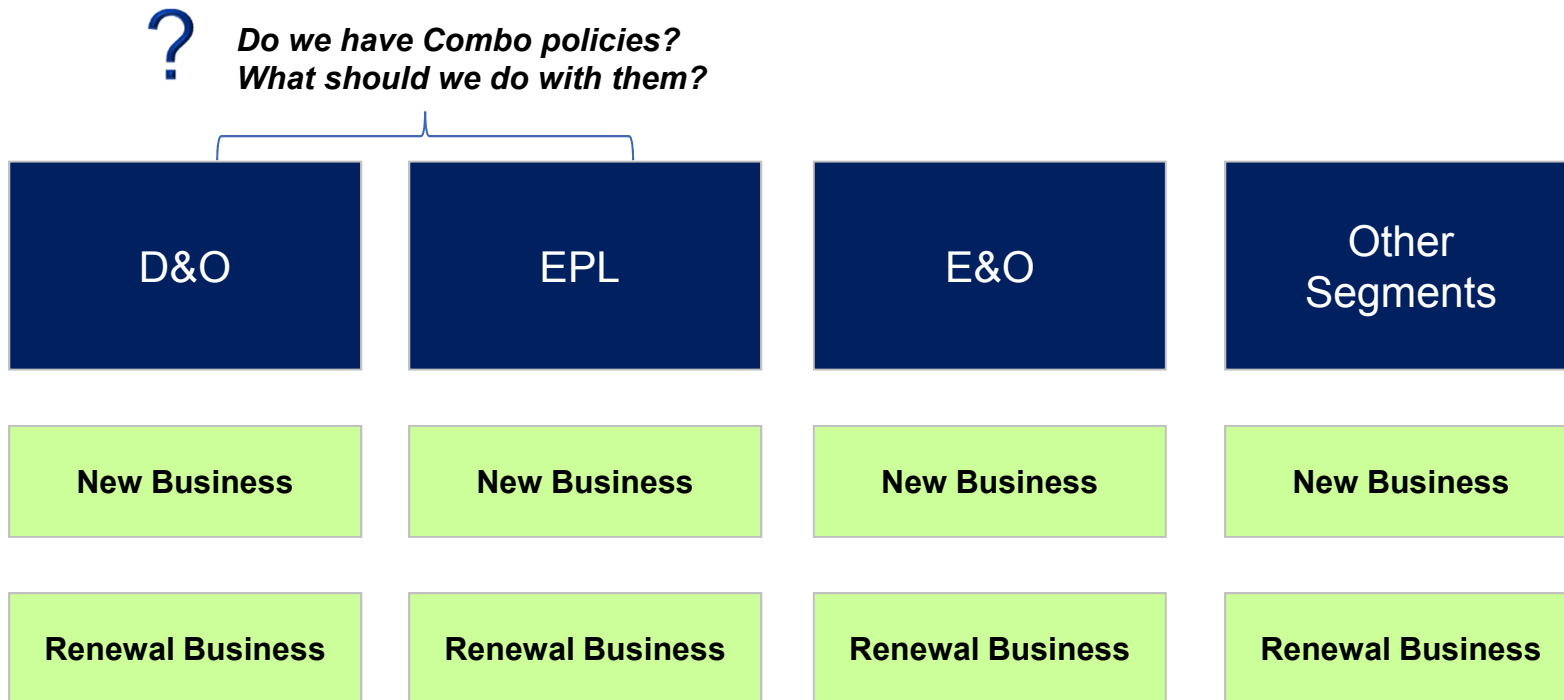 ?
Do we have Combo policies?
What should we do with them?
D&O
EPL
E&O
Other
Segments
New Business
New Business
New Business
New Business
Renewal Business
Renewal Business
Renewal Business
Renewal Business